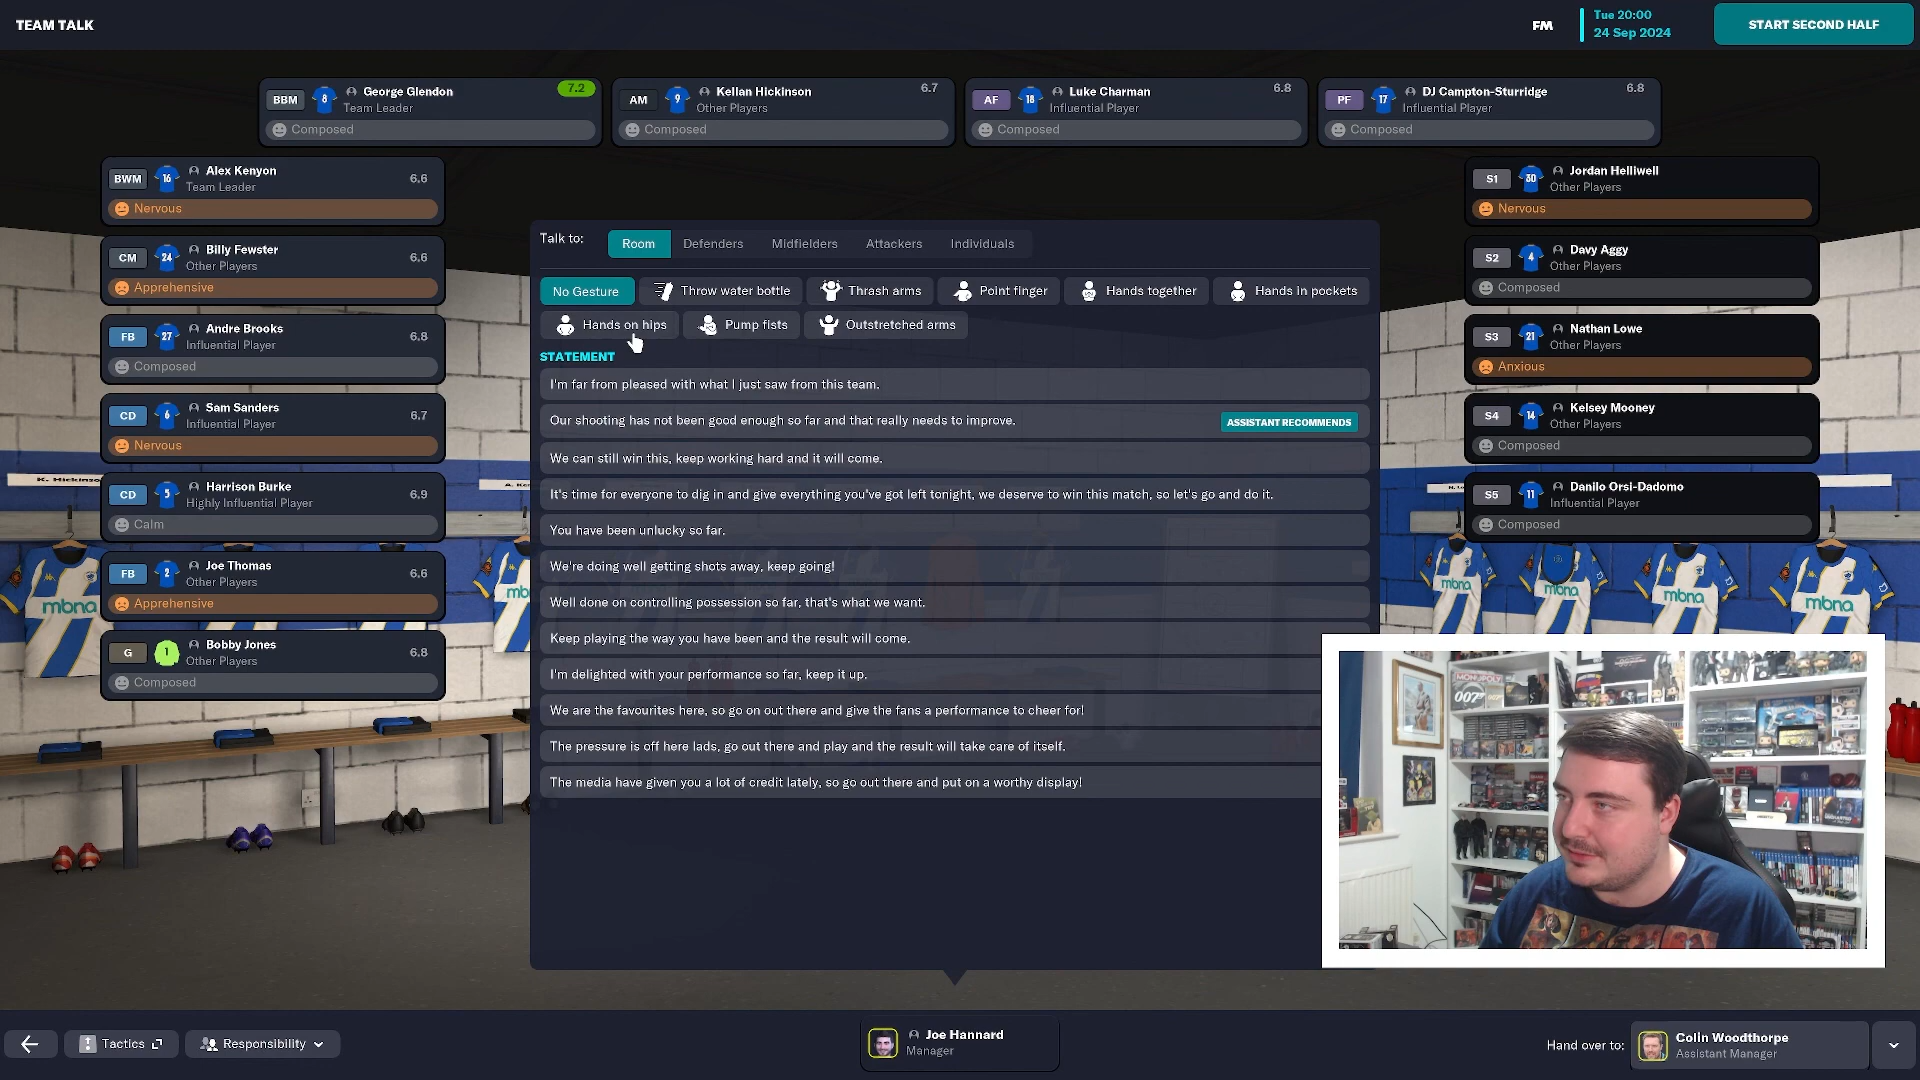 TEAM TALK
FM
Tue 20:00
24 Sep 2024
START SECOND HALF
BBM 8 George Glendon 7.2
Team Leader
Composed
AM 9 Kellan Hickinson 6.7
Other Players
Composed
AF 18 Luke Charman 6.8
Influential Player
Composed
PF 17 DJ Campton-Sturridge 6.8
Influential Player
Composed
BWM 16 Alex Kenyon 6.6
Team Leader
Nervous
CM 24 Billy Fewster 6.6
Other Players
Apprehensive
FB 27 Andre Brooks 6.8
Influential Player
Composed
CD 6 Sam Sanders 6.7
Influential Player
Nervous
CD 5 Harrison Burke 6.9
Highly Influential Player
Calm
FB 2 Joe Thomas 6.6
Other Players
Apprehensive
G 1 Bobby Jones 6.8
Other Players
Composed
Talk to: Room Defenders Midfielders Attackers Individuals
No Gesture Throw water bottle Thrash arms Point finger Hands together Hands in pockets
Hands on hips Pump fists Outstretched arms
STATEMENT
I'm far from pleased with what I just saw from this team.
Our shooting has not been good enough so far and that really needs to improve. ASSISTANT RECOMMENDS
We can still win this, keep working hard and it will come.
It's time for everyone to dig in and give everything you've got left tonight, we deserve to win this match, so let's go and do it.
You have been unlucky so far.
We're doing well getting shots away, keep going!
Well done on controlling possession so far, that's what we want.
Keep playing the way you have been and the result will come.
I'm delighted with your performance so far, keep it up.
We are the favourites here, so go on out there and give the fans a performance to cheer for!
The pressure is off here lads, go out there and play and the result will take care of itself.
The media have given you a lot of credit lately, so go out there and put on a worthy display!
S1 30 Jordan Helliwell
Other Players
Nervous
S2 4 Davy Aggy
Other Players
Composed
S3 21 Nathan Lowe
Other Players
Anxious
S4 14 Kelsey Mooney
Other Players
Composed
S5 11 Danilo Orsi-Dadomo
Influential Player
Composed
K. Hickinso
mbna
mbn
mbna
mbna
mbna
mbna
MONOPOLY
007
Tactics
Responsibility
Joe Hannard
Manager
Hand over to:
Colin Woodthorpe
Assistant Manager